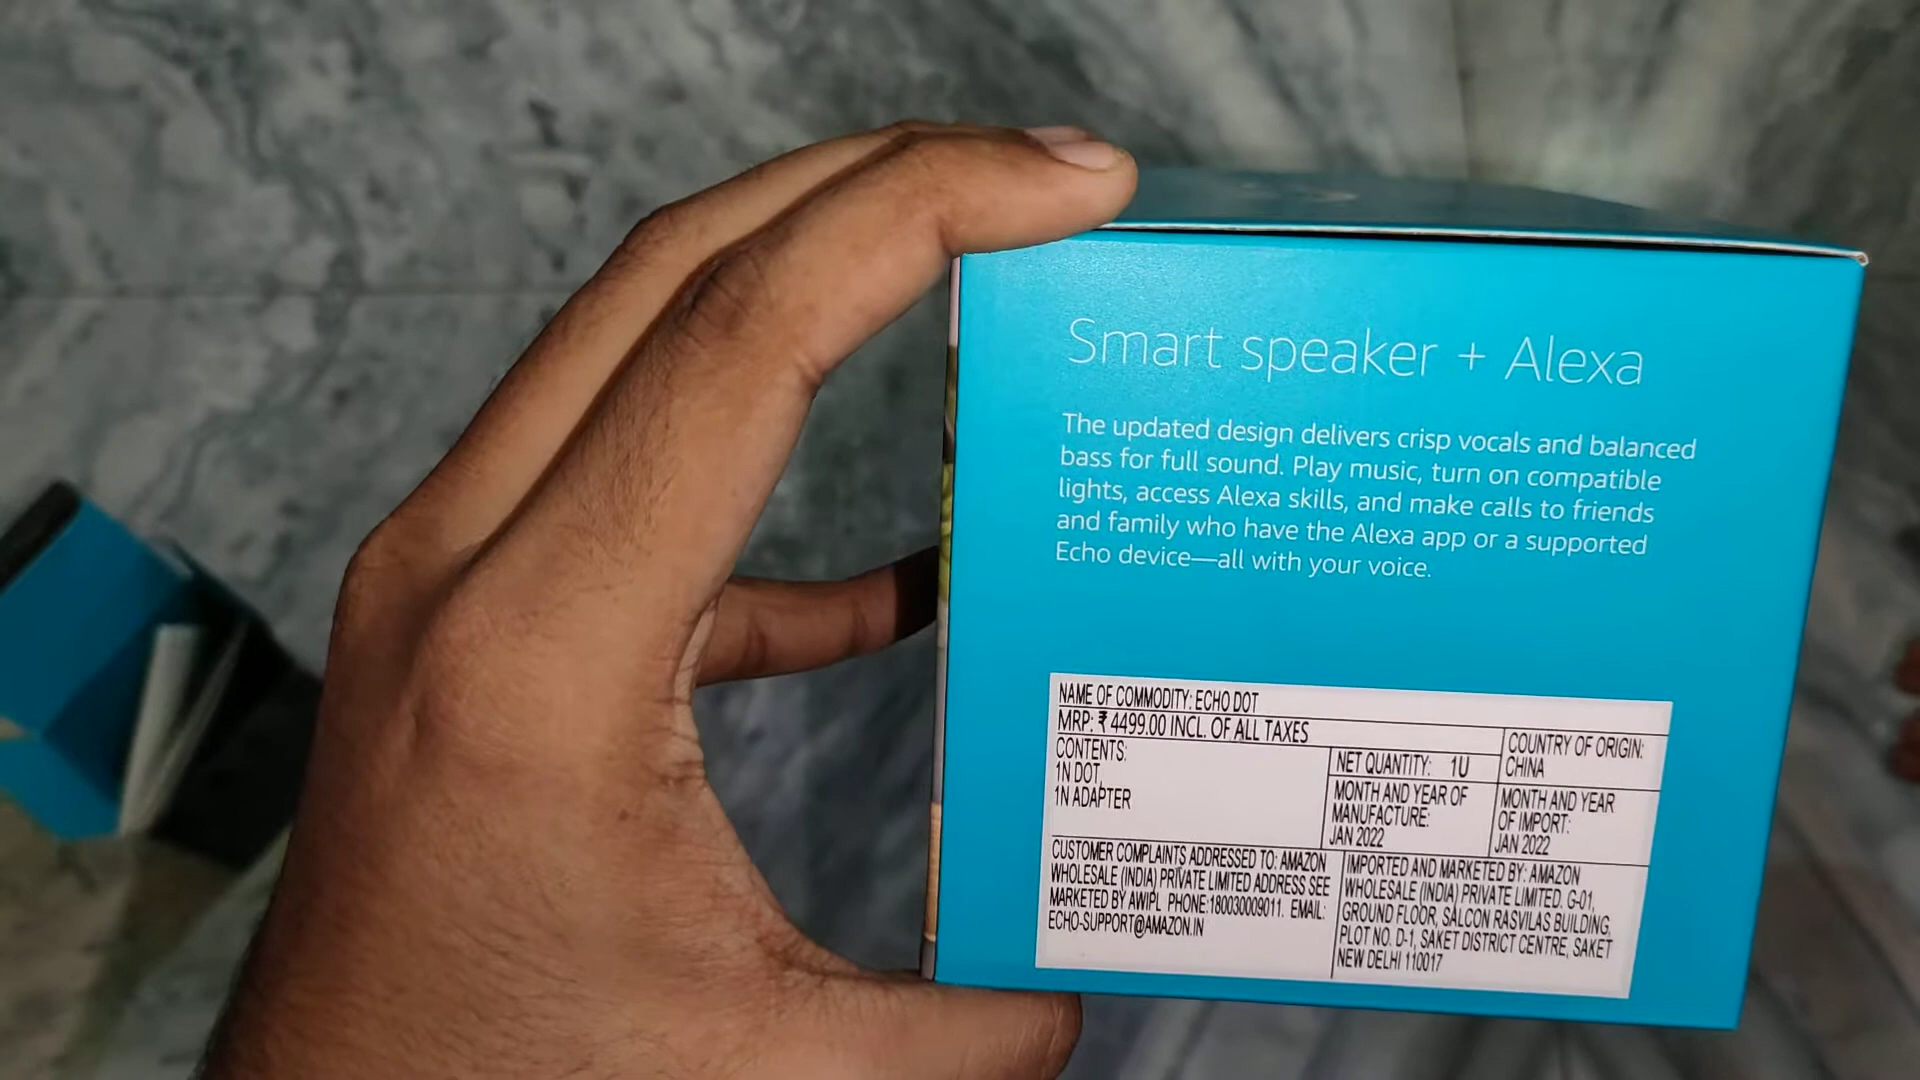 Smart speaker + Alexa
The updated design delivers crisp vocals and balanced
bass for full sound. Play music, turn on compatible
lights, access Alexa skills, and make calls to friends
and family who have the Alexa app or a supported
Echo device—all with your voice.
NAME OF COMMODITY: ECHO DOT
MRP: ₹ 4499.00 INCL. OF ALL TAXES
CONTENTS:
1N DOT,
1N ADAPTER
NET QUANTITY: 1U
COUNTRY OF ORIGIN:
CHINA
MONTH AND YEAR OF
MANUFACTURE:
JAN 2022
MONTH AND YEAR
OF IMPORT:
JAN 2022
CUSTOMER COMPLAINTS ADDRESSED TO: AMAZON
WHOLESALE (INDIA) PRIVATE LIMITED ADDRESS SEE
MARKETED BY AWIPL PHONE:180030009011. EMAIL:
ECHO-SUPPORT@AMAZON.IN
IMPORTED AND MARKETED BY: AMAZON
WHOLESALE (INDIA) PRIVATE LIMITED. G-01,
GROUND FLOOR, SALCON RASVILAS BUILDING,
PLOT NO. D-1, SAKET DISTRICT CENTRE, SAKET
NEW DELHI 110017